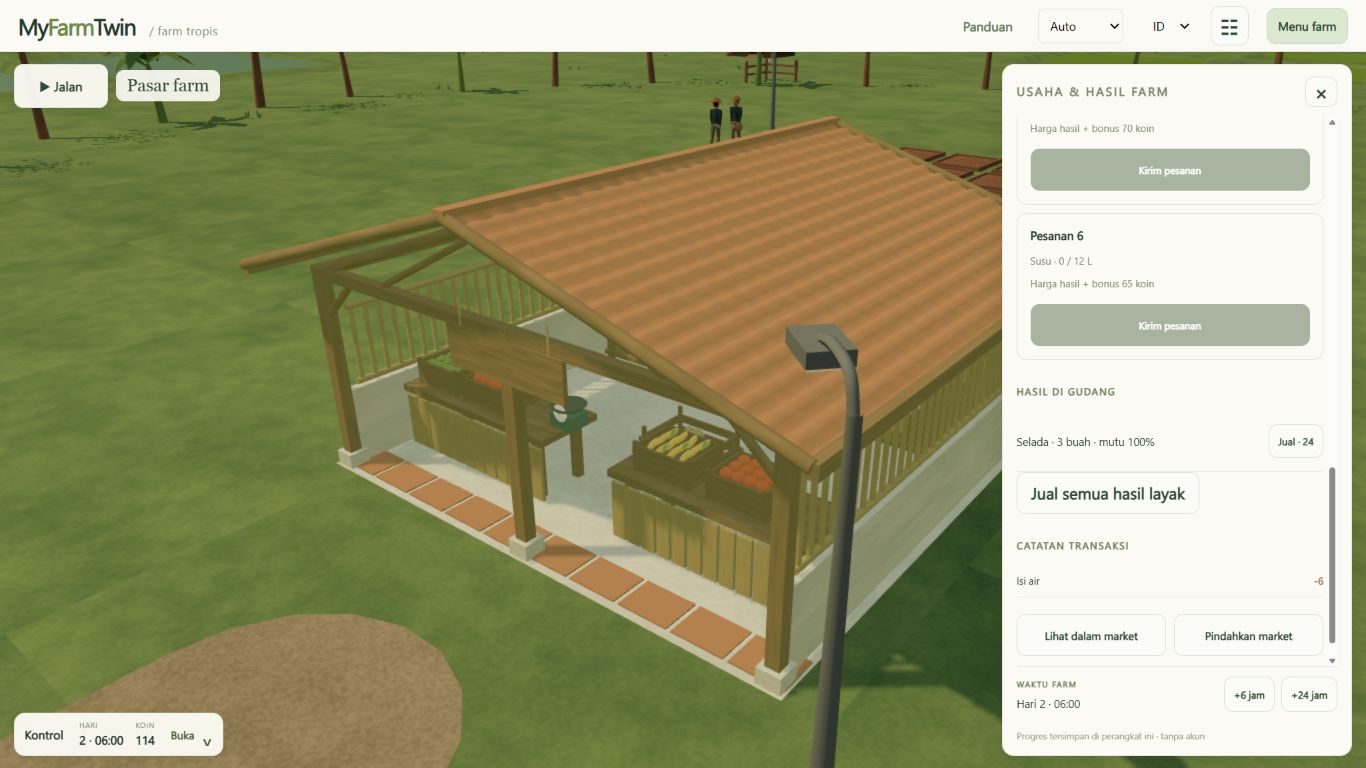 MyFarmTwin / farm tropis
Panduan
Auto
ID
Menu farm
Jalan
Pasar farm
USAHA & HASIL FARM
Harga hasil + bonus 70 koin
Kirim pesanan
Pesanan 6
Susu · 0 / 12 L
Harga hasil + bonus 65 koin
Kirim pesanan
HASIL DI GUDANG
Selada · 3 buah · mutu 100%
Jual · 24
Jual semua hasil layak
CATATAN TRANSAKSI
Isi air
-6
Lihat dalam market
Pindahkan market
WAKTU FARM
Hari 2 · 06:00
+6 jam
+24 jam
Progres tersimpan di perangkat ini · tanpa akun
Kontrol
HARI
2 · 06:00
KOIN
114
Buka